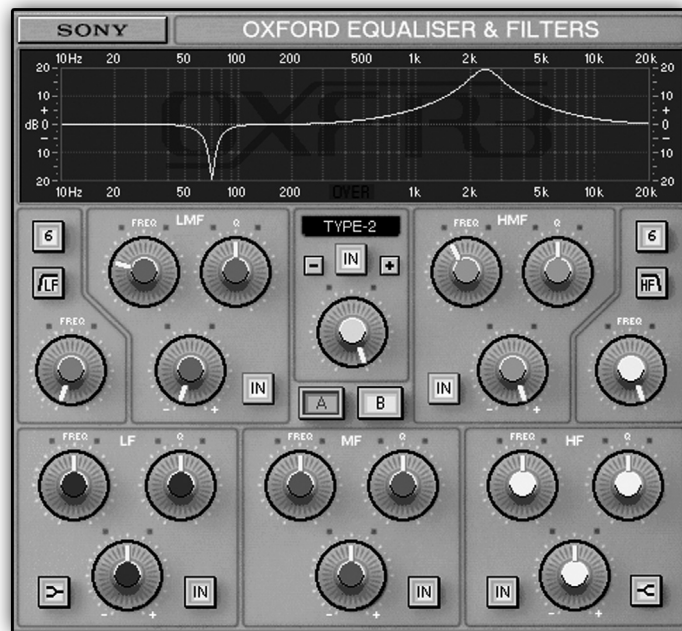 SONY OXFORD EQUALISER & FILTERS
10Hz 20 50 100 200 500 1k 2k 5k 10k 20k
20 20
10 10
+ +
dB 0 0
- -
10 10
20 20
10Hz 20 50 100 200 OVER 1k 2k 5k 10k 20k
6 FREQ LMF Q TYPE-2 FREQ HMF Q 6
LF - IN + HF
FREQ FREQ
- + IN IN - +
A B
FREQ LF Q FREQ MF Q FREQ HF Q
- + IN - + IN IN - +